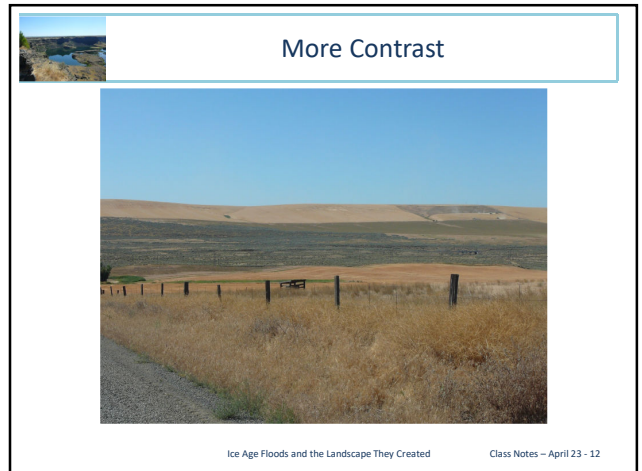 More Contrast
Ice Age Floods and the Landscape They Created Class Notes – April 23 - 12